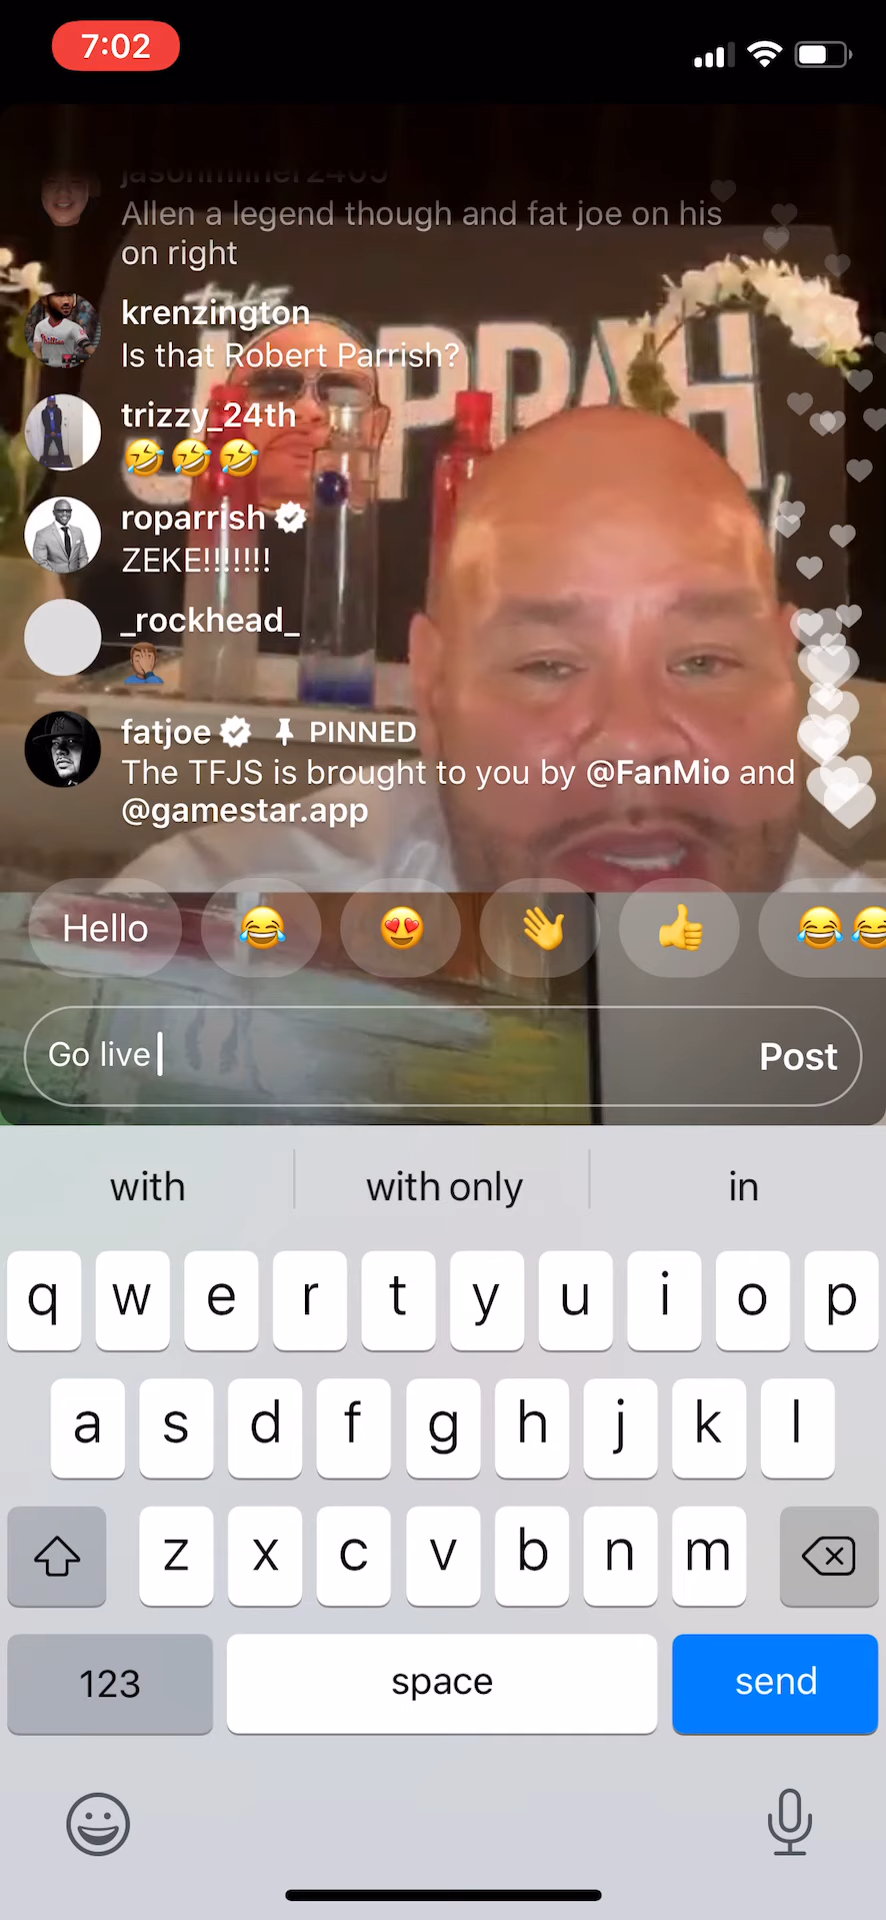 7:02
jasonmilner2405
Allen a legend though and fat joe on his
on right
krenzington
Is that Robert Parrish?
trizzy_24th
🤣🤣🤣
roparrish
ZEKE!!!!!!!
_rockhead_
🤦🏽‍♂️
fatjoe PINNED
The TFJS is brought to you by @FanMio and
@gamestar.app
Hello 😂 😍 👋 👍 😂😂
Go live Post
with with only in
q w e r t y u i o p
a s d f g h j k l
z x c v b n m
123 space send